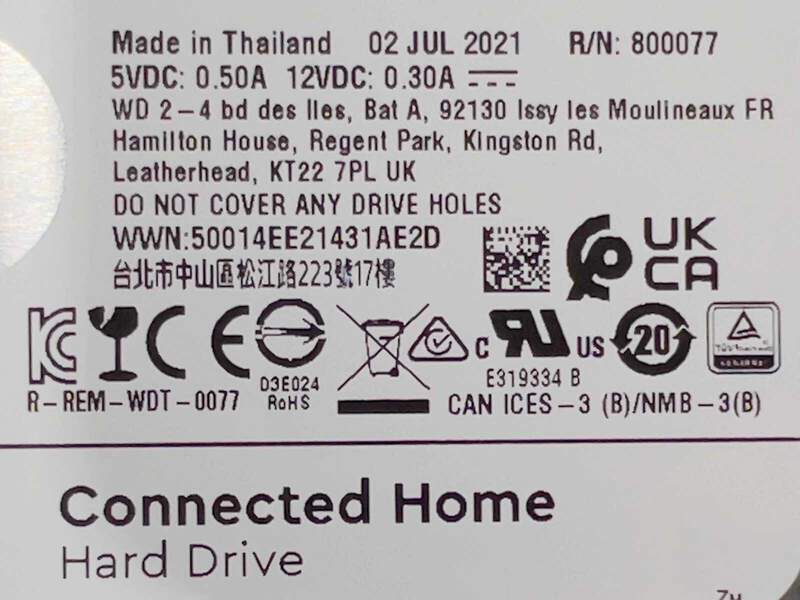 Made in Thailand 02 JUL 2021 R/N: 800077
5VDC: 0.50A 12VDC: 0.30A
WD 2-4 bd des Iles, Bat A, 92130 Issy les Moulineaux FR
Hamilton House, Regent Park, Kingston Rd,
Leatherhead, KT22 7PL UK
DO NOT COVER ANY DRIVE HOLES
WWN:50014EE21431AE2D
UK
CA
台北市中山區松江路223號17樓
D3E024
RoHS
c UR US
E319334 B
20
R-REM-WDT-0077
CAN ICES-3 (B)/NMB-3(B)
Connected Home
Hard Drive